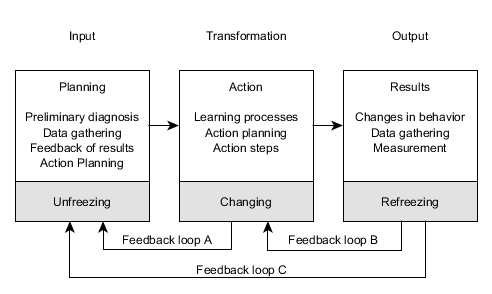 Input
Transformation
Output
Planning
Preliminary diagnosis
Data gathering
Feedback of results
Action Planning
Unfreezing
Action
Learning processes
Action planning
Action steps
Changing
Results
Changes in behavior
Data gathering
Measurement
Refreezing
Feedback loop A
Feedback loop B
Feedback loop C